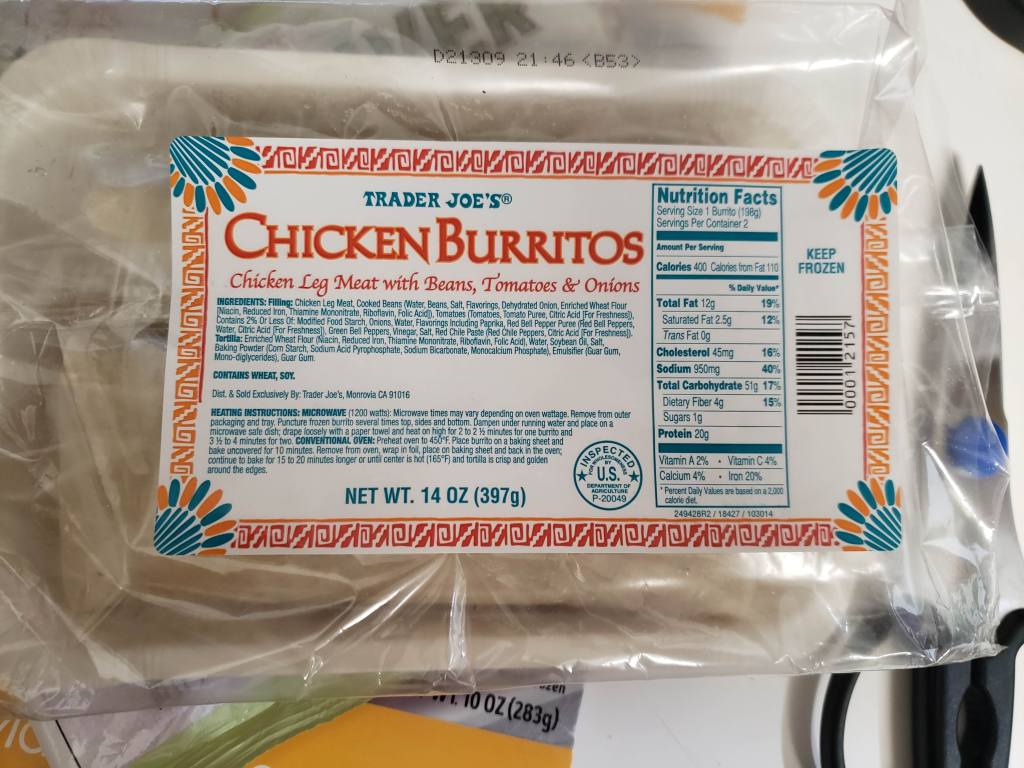 D21309 21:46 <B53>
TRADER JOE'S®
CHICKEN BURRITOS
Chicken Leg Meat with Beans, Tomatoes & Onions
INGREDIENTS: Filling: Chicken Leg Meat, Cooked Beans (Water, Beans, Salt, Flavorings, Dehydrated Onion, Enriched Wheat Flour
[Niacin, Reduced Iron, Thiamine Mononitrate, Riboflavin, Folic Acid]), Tomatoes (Tomatoes, Tomato Puree, Citric Acid [For Freshness]),
Contains 2% Or Less Of: Modified Food Starch, Onions, Water, Flavorings Including Paprika, Red Bell Pepper Puree (Red Bell Peppers,
Water, Citric Acid [For Freshness]), Green Bell Peppers, Vinegar, Salt, Red Chile Paste (Red Chile Peppers, Citric Acid [For Freshness]).
Tortilla: Enriched Wheat Flour (Niacin, Reduced Iron, Thiamine Mononitrate, Riboflavin, Folic Acid), Water, Soybean Oil, Salt,
Baking Powder (Corn Starch, Sodium Acid Pyrophosphate, Sodium Bicarbonate, Monocalcium Phosphate), Emulsifier (Guar Gum,
Mono-diglycerides), Guar Gum.
CONTAINS WHEAT, SOY.
Dist. & Sold Exclusively By: Trader Joe's, Monrovia CA 91016
HEATING INSTRUCTIONS: MICROWAVE (1200 watts): Microwave times may vary depending on oven wattage. Remove from outer
packaging and tray. Puncture frozen burrito several times top, sides and bottom. Dampen under running water and place on a
microwave safe dish; drape loosely with a paper towel and heat on high for 2 to 2 ½ minutes for one burrito and
3 ½ to 4 minutes for two. CONVENTIONAL OVEN: Preheat oven to 450°F. Place burrito on a baking sheet and
bake uncovered for 10 minutes. Remove from oven, wrap in foil, place on baking sheet and back in the oven;
continue to bake for 15 to 20 minutes longer or until center is hot (165°F) and tortilla is crisp and golden
around the edges.
NET WT. 14 OZ (397g)
INSPECTED
FOR WHOLESOMENESS
BY
U.S.
DEPARTMENT OF
AGRICULTURE
P-20049
Nutrition Facts
Serving Size 1 Burrito (198g)
Servings Per Container 2
Amount Per Serving
Calories 400 Calories from Fat 110
% Daily Value*
Total Fat 12g 19%
Saturated Fat 2.5g 12%
Trans Fat 0g
Cholesterol 45mg 16%
Sodium 950mg 40%
Total Carbohydrate 51g 17%
Dietary Fiber 4g 15%
Sugars 1g
Protein 20g
Vitamin A 2% • Vitamin C 4%
Calcium 4% • Iron 20%
* Percent Daily Values are based on a 2,000
calorie diet.
249428R2 / 18427 / 103014
KEEP
FROZEN
00012157
10 OZ (283g)